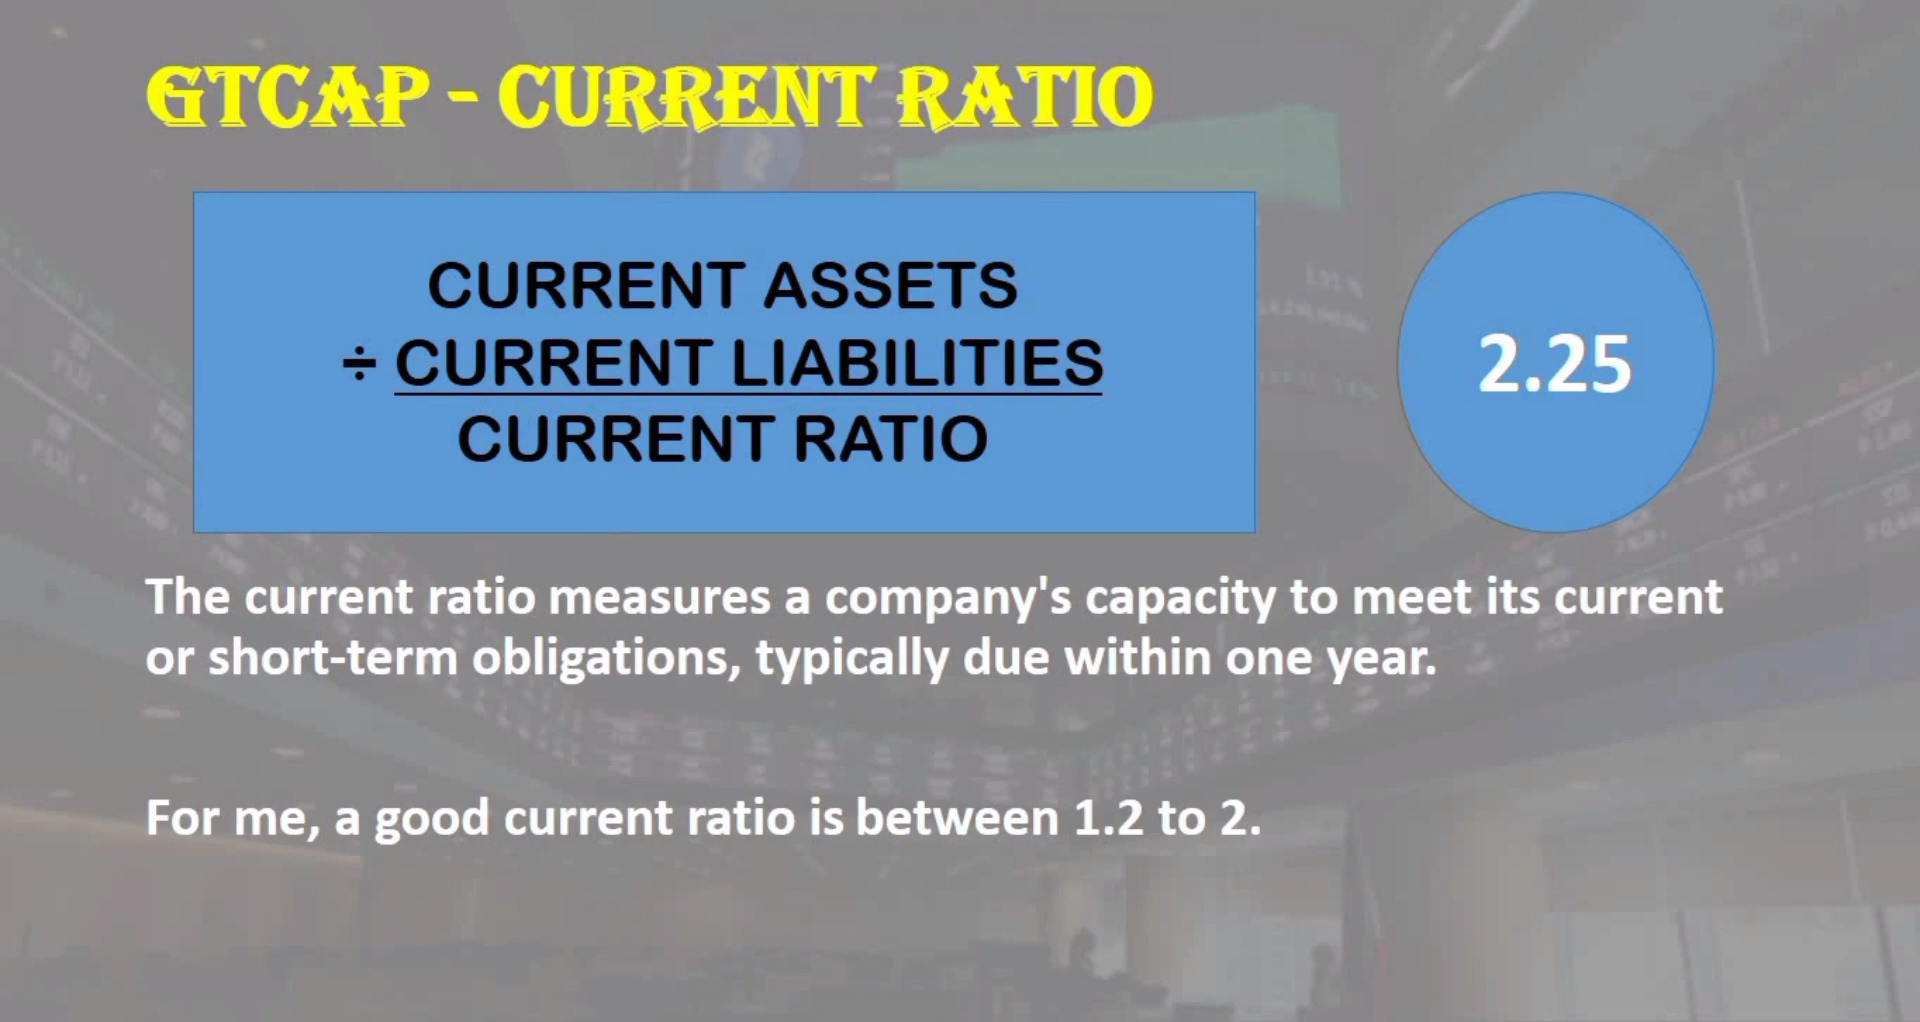 GTCAP - CURRENT RATIO
CURRENT ASSETS
÷ CURRENT LIABILITIES
CURRENT RATIO
2.25
The current ratio measures a company's capacity to meet its current
or short-term obligations, typically due within one year.
For me, a good current ratio is between 1.2 to 2.